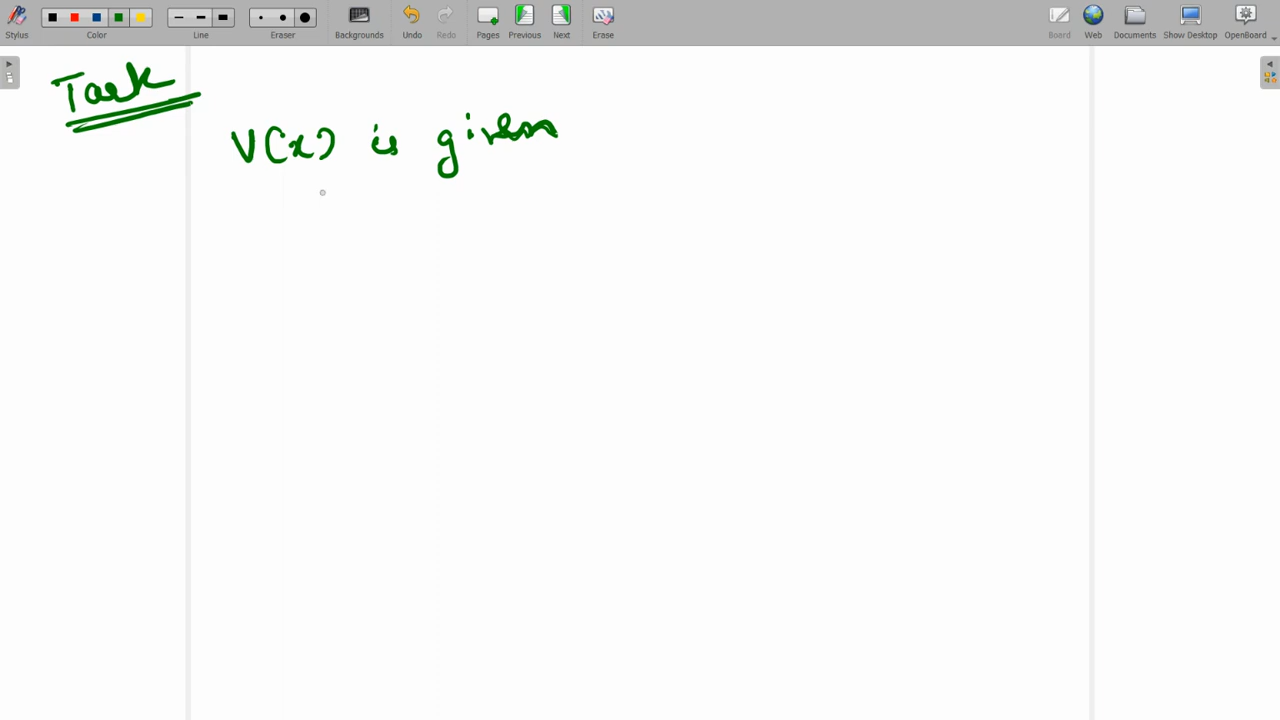 Stylus Color Line Eraser Backgrounds Undo Redo Pages Previous Next Erase Board Web Documents Show Desktop OpenBoard
Task
V(x) is given